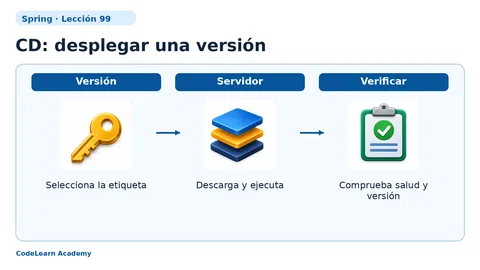 Spring · Lección 99
CD: desplegar una versión
Versión
Servidor
Verificar
Selecciona la etiqueta
Descarga y ejecuta
Comprueba salud y
versión
CodeLearn Academy